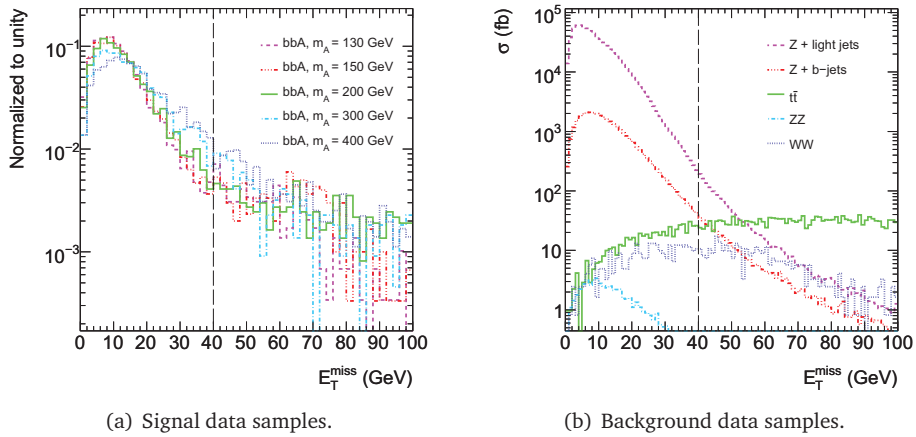 Normalized to unity
10⁻¹
10⁻²
10⁻³
bbA, m_A = 130 GeV
bbA, m_A = 150 GeV
bbA, m_A = 200 GeV
bbA, m_A = 300 GeV
bbA, m_A = 400 GeV
0 10 20 30 40 50 60 70 80 90 100
E_T^miss (GeV)
(a) Signal data samples.
σ (fb)
10⁵
10⁴
10³
10²
10
1
Z + light jets
Z + b−jets
tt̄
ZZ
WW
0 10 20 30 40 50 60 70 80 90 100
E_T^miss (GeV)
(b) Background data samples.